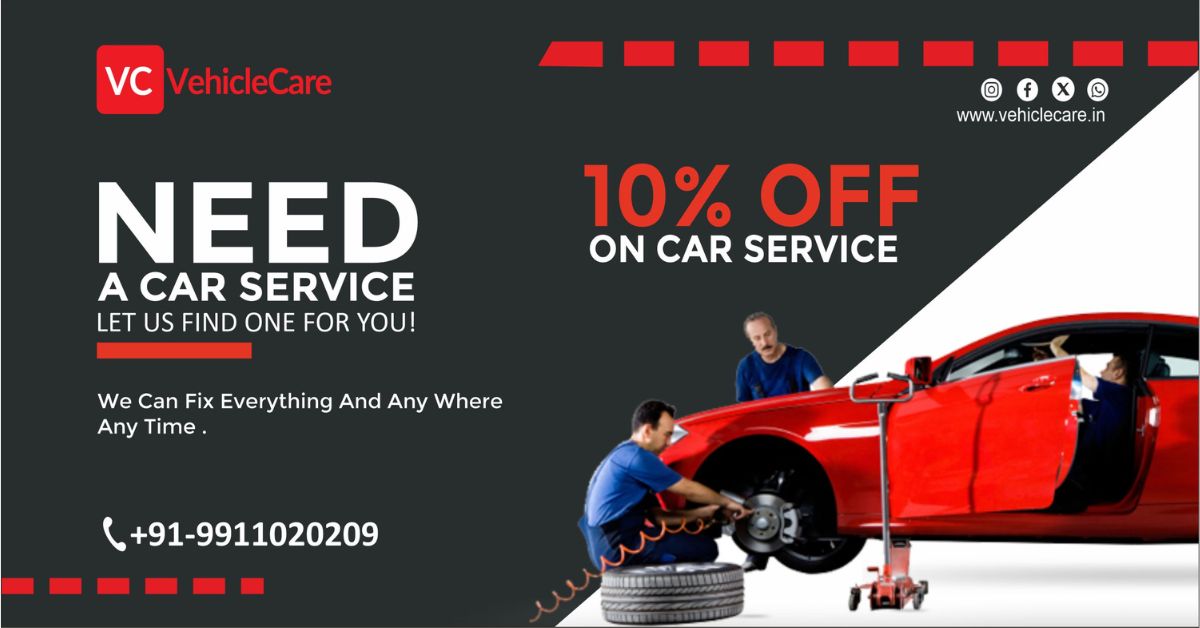 VC VehicleCare
www.vehiclecare.in
NEED
A CAR SERVICE
LET US FIND ONE FOR YOU!
10% OFF
ON CAR SERVICE
We Can Fix Everything And Any Where
Any Time .
+91-9911020209